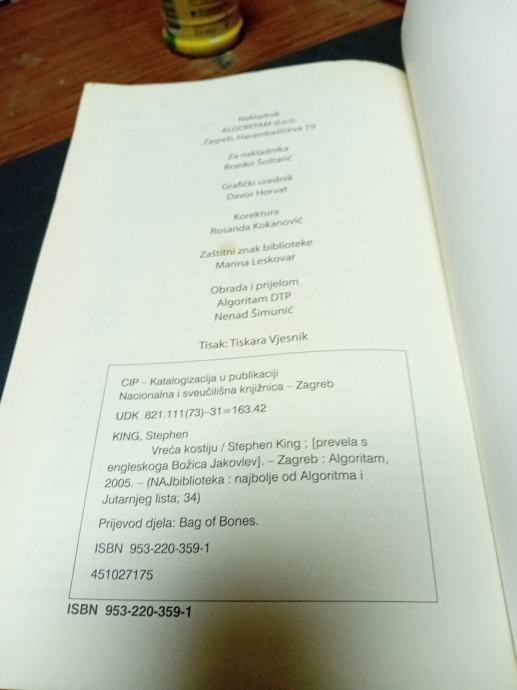 Nakladnik
ALGORITAM d.o.o.
Zagreb, Harambašićeva 19
Za nakladnika
Branko Šoštarić
Grafički urednik
Davor Horvat
Korektura
Rosanda Kokanović
Zaštitni znak biblioteke
Marina Leskovar
Obrada i prijelom
Algoritam DTP
Nenad Šimunić
Tisak: Tiskara Vjesnik
CIP – Katalogizacija u publikaciji
Nacionalna i sveučilišna knjižnica – Zagreb
UDK 821.111(73)–31=163.42
KING, Stephen
Vreća kostiju / Stephen King ; [prevela s
engleskoga Božica Jakovlev]. – Zagreb : Algoritam,
2005. – (NAJbiblioteka : najbolje od Algoritma i
Jutarnjeg lista; 34)
Prijevod djela: Bag of Bones.
ISBN 953-220-359-1
451027175
ISBN 953-220-359-1